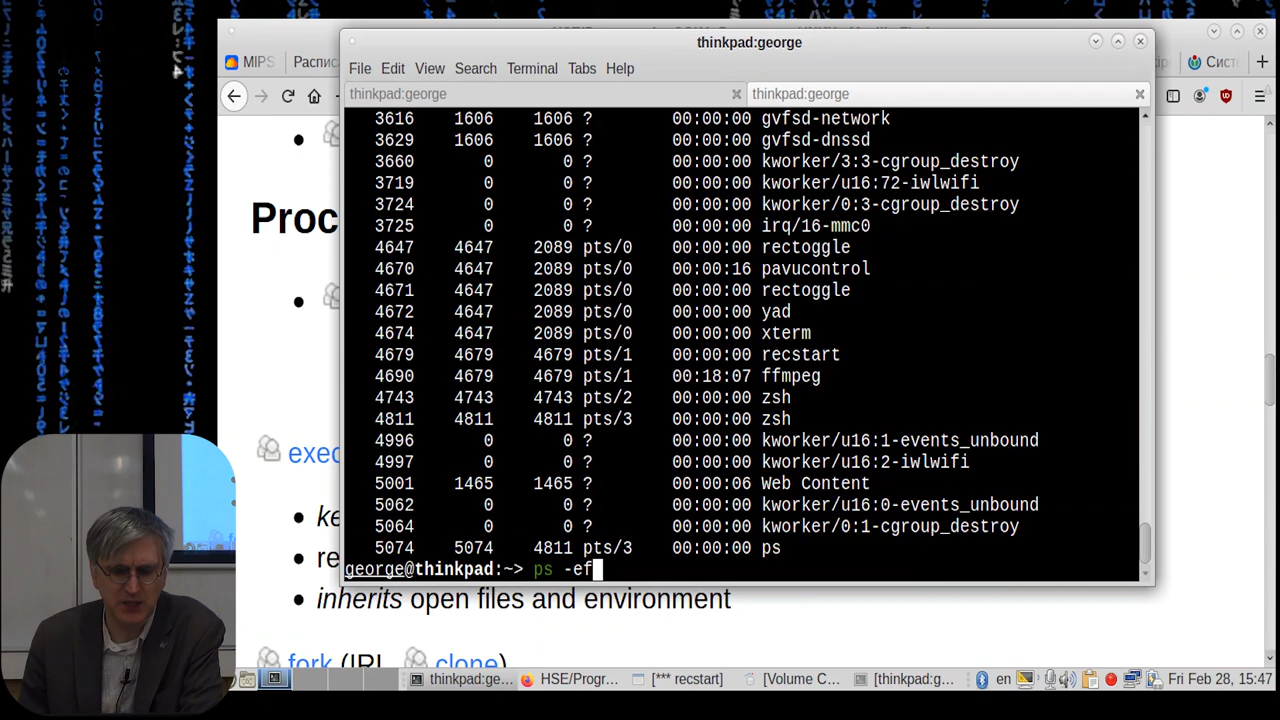 thinkpad:george
MIPS
Расписа
Сист
File Edit View Search Terminal Tabs Help
thinkpad:george
thinkpad:george
3616 1606 1606 ? 00:00:00 gvfsd-network
3629 1606 1606 ? 00:00:00 gvfsd-dnssd
3660 0 0 ? 00:00:00 kworker/3:3-cgroup_destroy
3719 0 0 ? 00:00:00 kworker/u16:72-iwlwifi
3724 0 0 ? 00:00:00 kworker/0:3-cgroup_destroy
3725 0 0 ? 00:00:00 irq/16-mmc0
4647 4647 2089 pts/0 00:00:00 rectoggle
4670 4647 2089 pts/0 00:00:16 pavucontrol
4671 4647 2089 pts/0 00:00:00 rectoggle
4672 4647 2089 pts/0 00:00:00 yad
4674 4647 2089 pts/0 00:00:00 xterm
4679 4679 4679 pts/1 00:00:00 recstart
4690 4679 4679 pts/1 00:18:07 ffmpeg
4743 4743 4743 pts/2 00:00:00 zsh
4811 4811 4811 pts/3 00:00:00 zsh
4996 0 0 ? 00:00:00 kworker/u16:1-events_unbound
4997 0 0 ? 00:00:00 kworker/u16:2-iwlwifi
5001 1465 1465 ? 00:00:06 Web Content
5062 0 0 ? 00:00:00 kworker/u16:0-events_unbound
5064 0 0 ? 00:00:00 kworker/0:1-cgroup_destroy
5074 5074 4811 pts/3 00:00:00 ps
george@thinkpad:~> ps -ef
Proc
exec
ke
re
inherits open files and environment
fork (IRL clone)
thinkpad:ge...
HSE/Progr...
[*** recstart]
[Volume C...
[thinkpad:g...
en
Fri Feb 28, 15:47